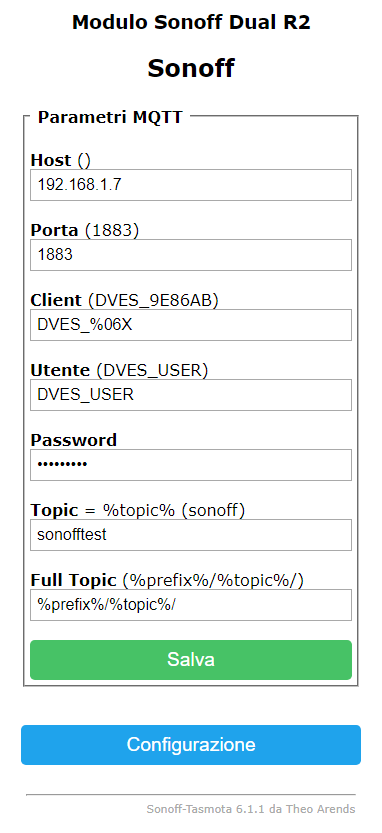 Modulo Sonoff Dual R2
Sonoff
Parametri MQTT
Host ()
192.168.1.7
Porta (1883)
1883
Client (DVES_9E86AB)
DVES_%06X
Utente (DVES_USER)
DVES_USER
Password
•••••••••
Topic = %topic% (sonoff)
sonofftest
Full Topic (%prefix%/%topic%/)
%prefix%/%topic%/
Salva
Configurazione
Sonoff-Tasmota 6.1.1 da Theo Arends